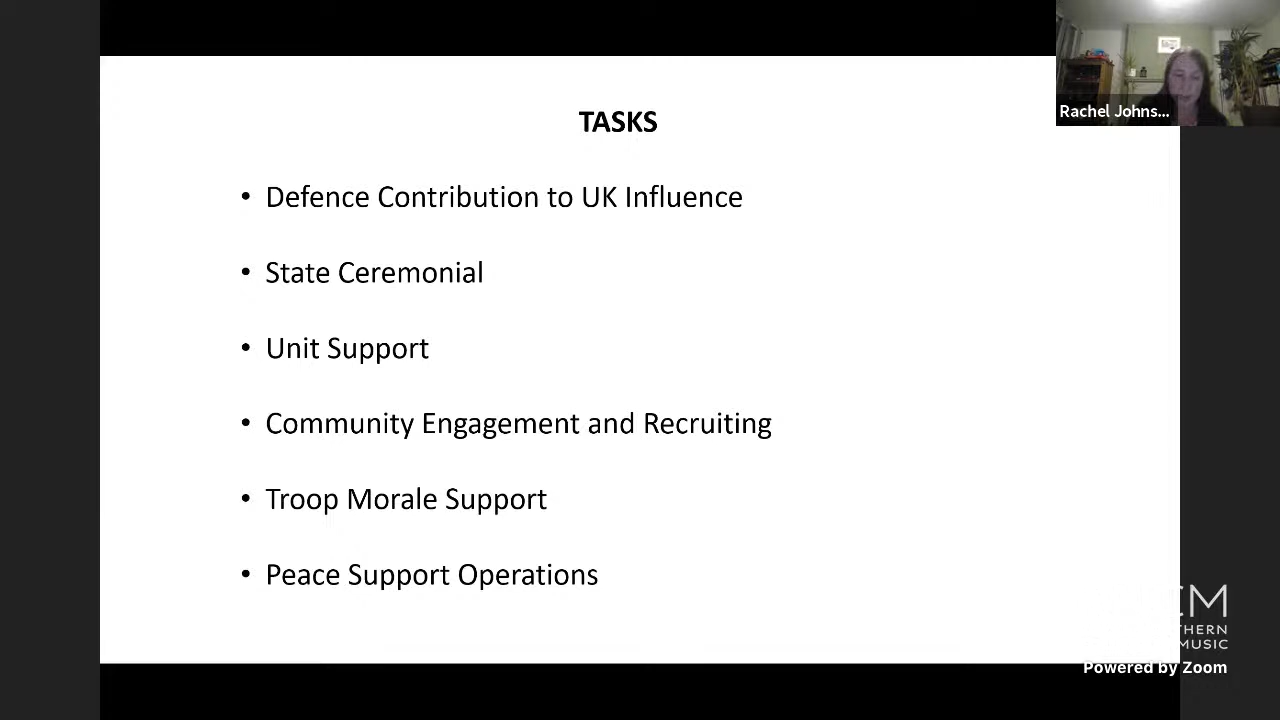 TASKS
• Defence Contribution to UK Influence
• State Ceremonial
• Unit Support
• Community Engagement and Recruiting
• Troop Morale Support
• Peace Support Operations
Rachel Johns...
CM
THERN
MUSIC
Powered by Zoom